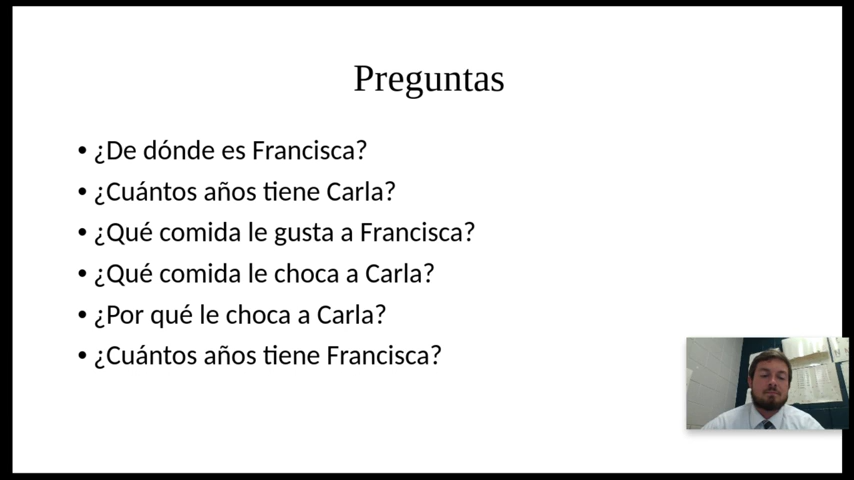 Preguntas
• ¿De dónde es Francisca?
• ¿Cuántos años tiene Carla?
• ¿Qué comida le gusta a Francisca?
• ¿Qué comida le choca a Carla?
• ¿Por qué le choca a Carla?
• ¿Cuántos años tiene Francisca?